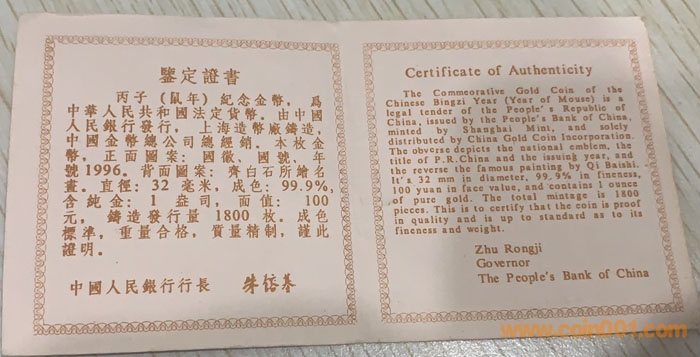 鑒定證書
丙子（鼠年）紀念金幣，爲
中華人民共和國法定貨幣。由中國
人民銀行發行，上海造幣廠鑄造，
中國金幣總公司總經銷。本枚金
幣，正面圖案：國徽、國號、年
號1996。背面圖案：齊白石所繪名
畫。直徑：32毫米，成色：99.9%，
含純金：1盎司，面值：100
元，鑄造發行量1800枚。成色
標準，重量合格，質量精制，謹此
證明。
中國人民銀行行長 朱鎔基
Certificate of Authenticity
The Commeorative Gold Coin of the
Chinese Bingzi Year (Year of Mouse) is a
legal tender of the People's Republic of
China, issued by the People's Bank of China,
minted by Shanghai Mint, and solely
distributed by China Gold Coin Incorporation.
The obverse depicts the national emblem, the
title of P.R.China and the issuing year, and
the reverse the famous painting by Qi Baishi.
It's 32 mm in diameter, 99.9% in fineness,
100 yuan in face value, and contains 1 ounce
of pure gold. The total mintage is 1800
pieces. This is to certify that the coin is proof
in quality and is up to standard as to its
fineness and weight.
Zhu Rongji
Governor
The People's Bank of China
www.coin001.com